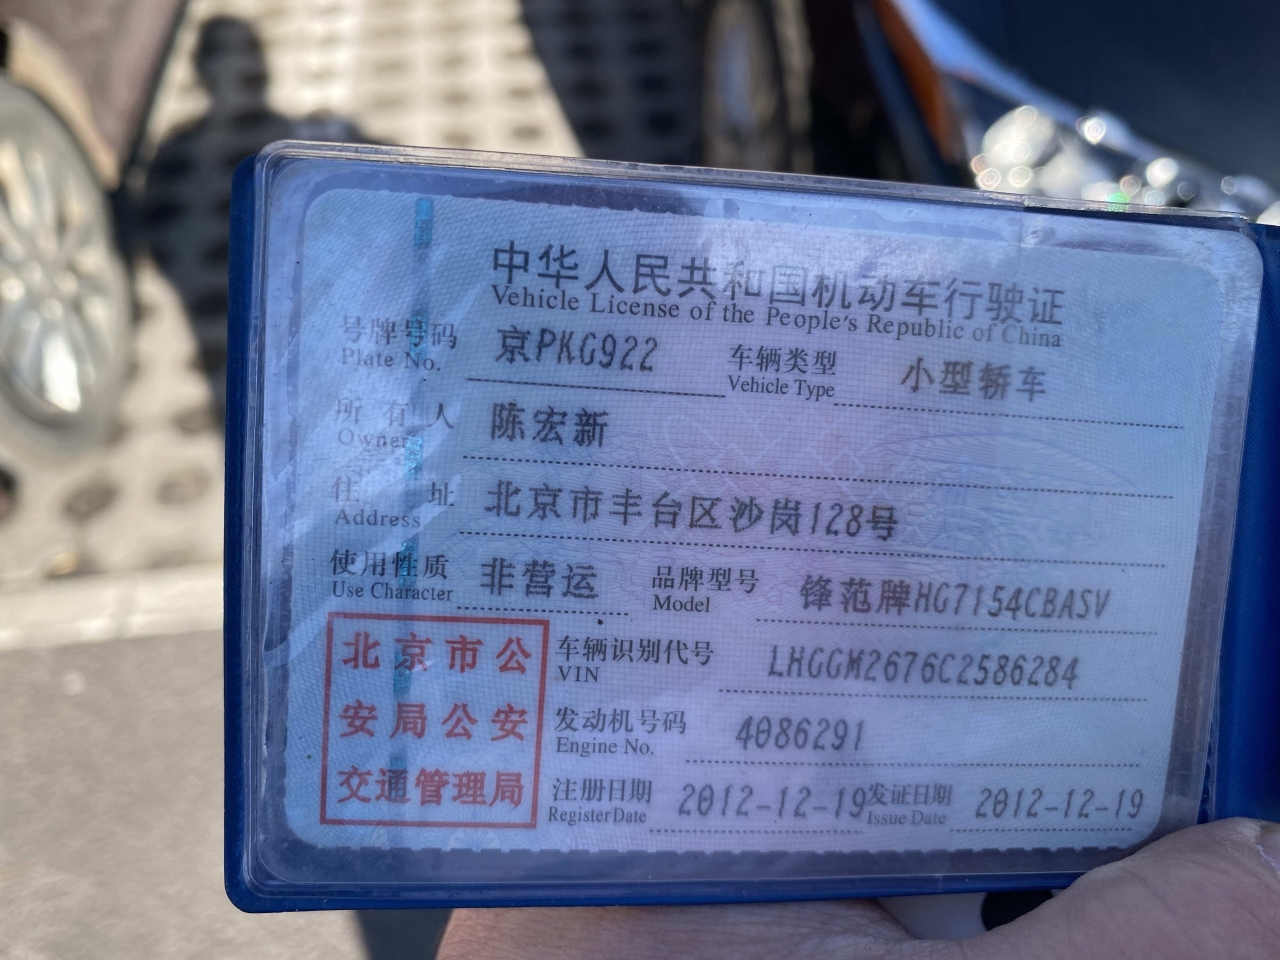 中华人民共和国机动车行驶证
Vehicle License of the People's Republic of China
号牌号码 京PKG922 车辆类型 小型轿车
Plate No. Vehicle Type
所有人 陈宏新
Owner
住址 北京市丰台区沙岗128号
Address
使用性质 非营运 品牌型号 锋范牌HG7154CBASV
Use Character Model
北京市公
安局公安
交通管理局
车辆识别代号 LHGGM2676C2586284
VIN
发动机号码 4086291
Engine No.
注册日期 2012-12-19 发证日期 2012-12-19
Register Date Issue Date